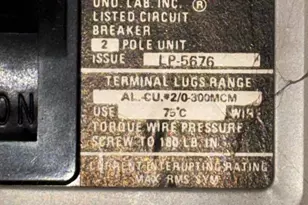 UND. LAB. INC. ®
LISTED CIRCUIT
BREAKER
2 POLE UNIT
ISSUE LP-5676
TERMINAL LUGS RANGE
AL.-CU. #2/0-300MCM
USE 75°C WIRE
TORQUE WIRE PRESSURE
SCREW TO 180 LB. IN.
CURRENT INTERRUPTING RATING
MAX. RMS SYM.
ON